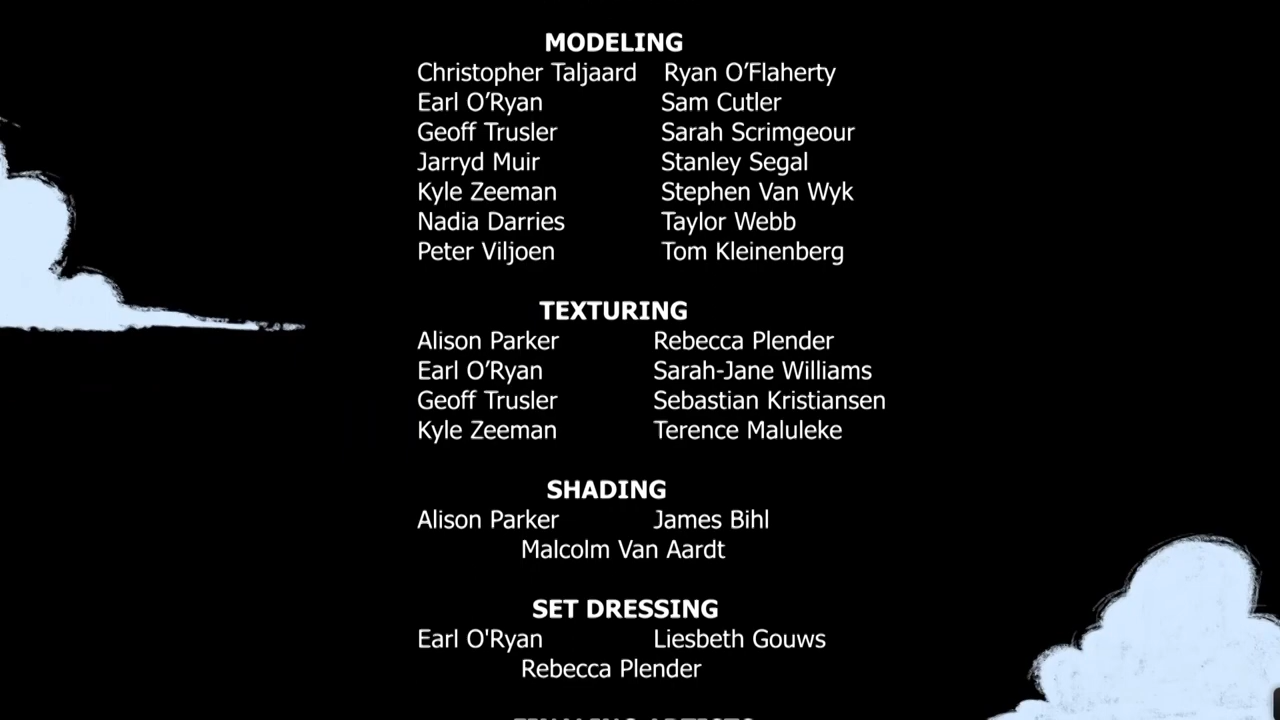 MODELING
Christopher Taljaard Ryan O’Flaherty
Earl O’Ryan Sam Cutler
Geoff Trusler Sarah Scrimgeour
Jarryd Muir Stanley Segal
Kyle Zeeman Stephen Van Wyk
Nadia Darries Taylor Webb
Peter Viljoen Tom Kleinenberg
TEXTURING
Alison Parker Rebecca Plender
Earl O’Ryan Sarah-Jane Williams
Geoff Trusler Sebastian Kristiansen
Kyle Zeeman Terence Maluleke
SHADING
Alison Parker James Bihl
Malcolm Van Aardt
SET DRESSING
Earl O'Ryan Liesbeth Gouws
Rebecca Plender